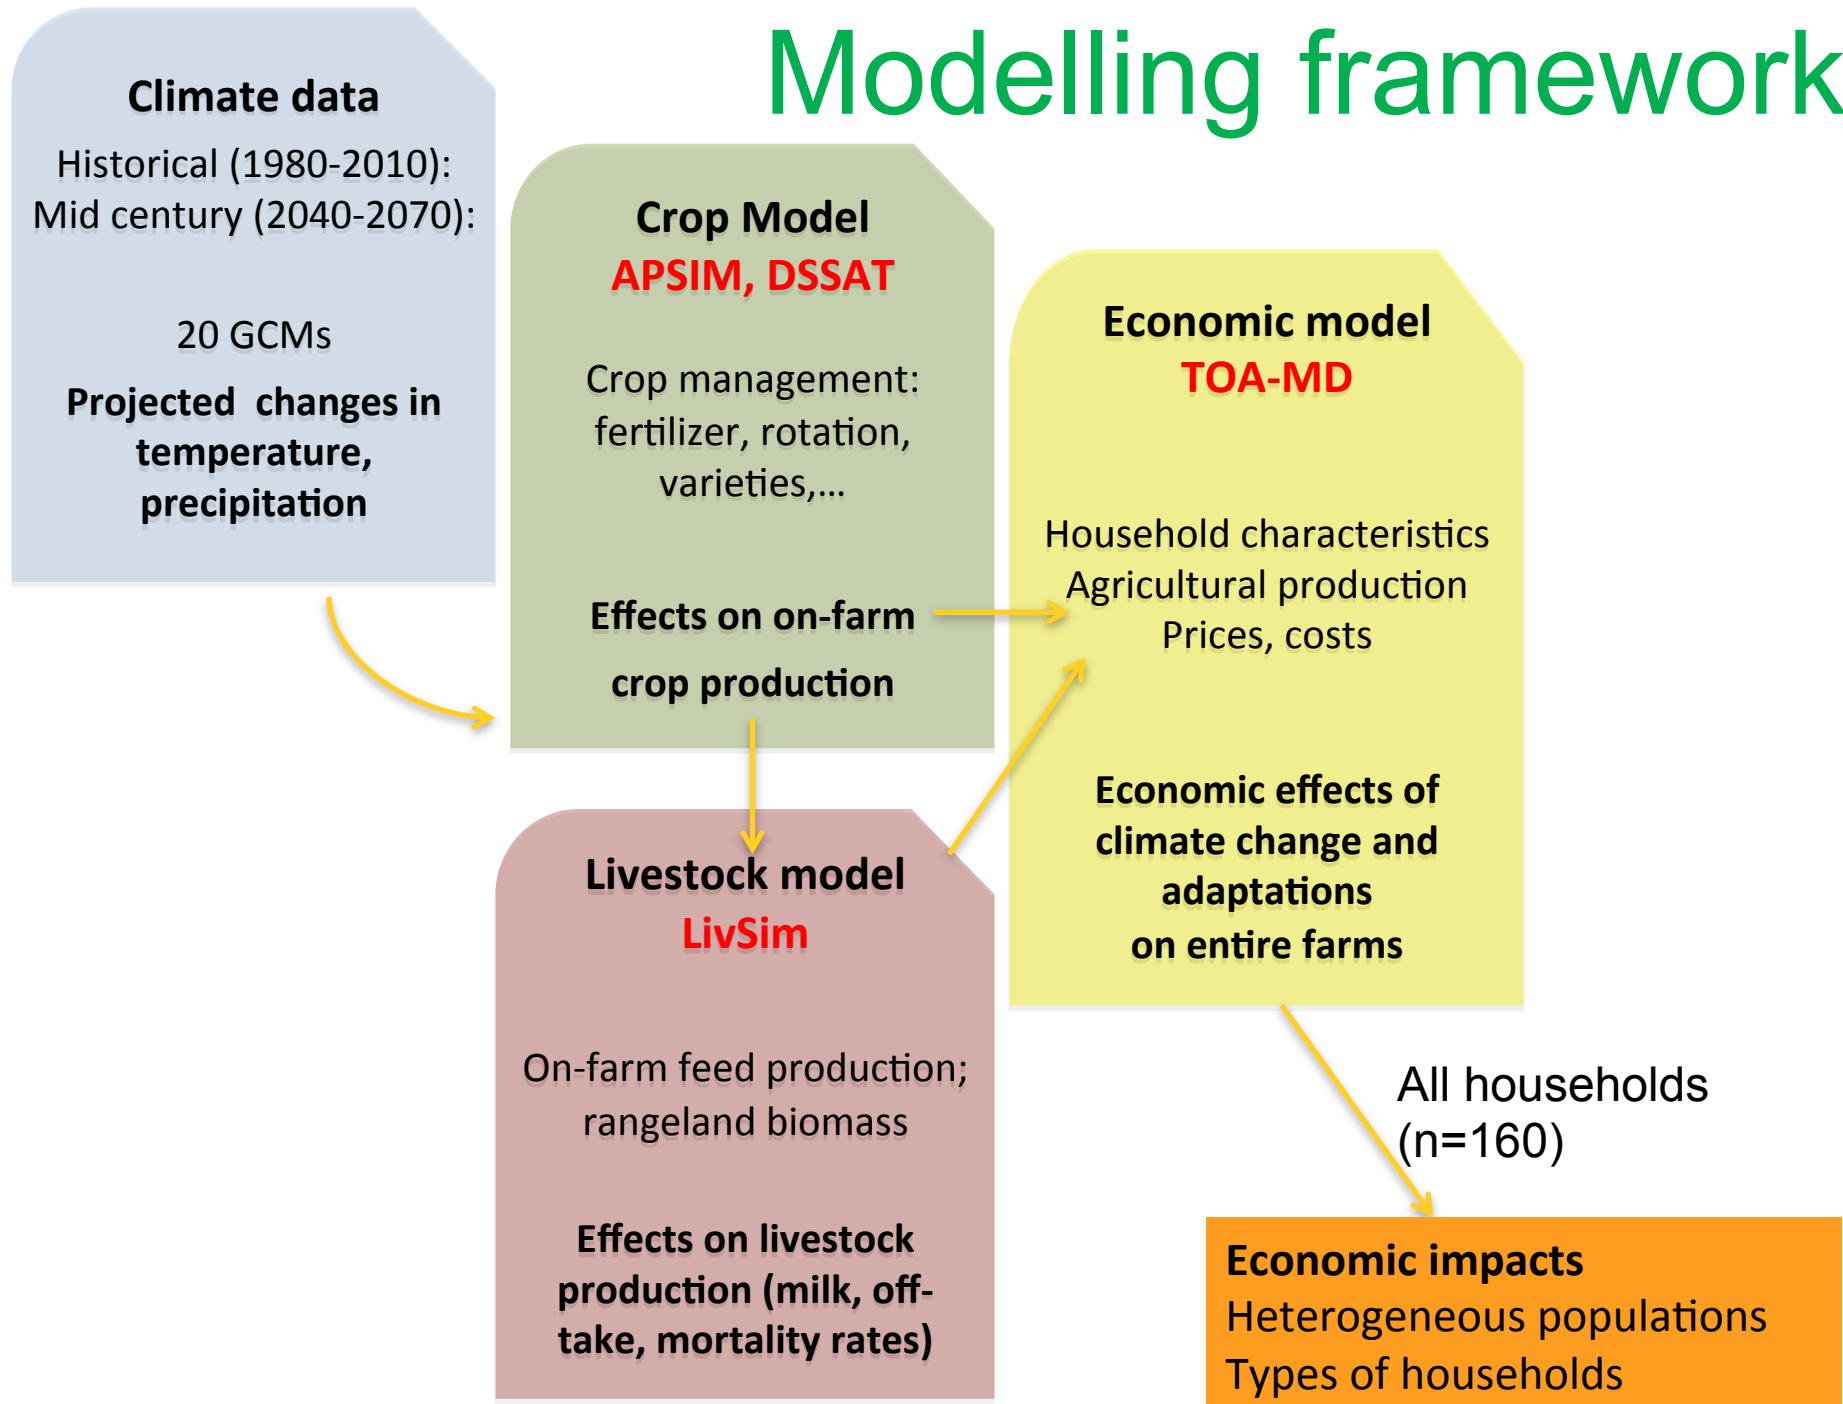 Modelling framework
Climate data
Historical (1980-2010):
Mid century (2040-2070):
20 GCMs
Projected changes in
temperature,
precipitation
Crop Model
APSIM, DSSAT
Crop management:
fertilizer, rotation,
varieties,...
Effects on on-farm
crop production
Economic model
TOA-MD
Household characteristics
Agricultural production
Prices, costs
Economic effects of
climate change and
adaptations
on entire farms
Livestock model
LivSim
On-farm feed production;
rangeland biomass
Effects on livestock
production (milk, off-
take, mortality rates)
All households
(n=160)
Economic impacts
Heterogeneous populations
Types of households